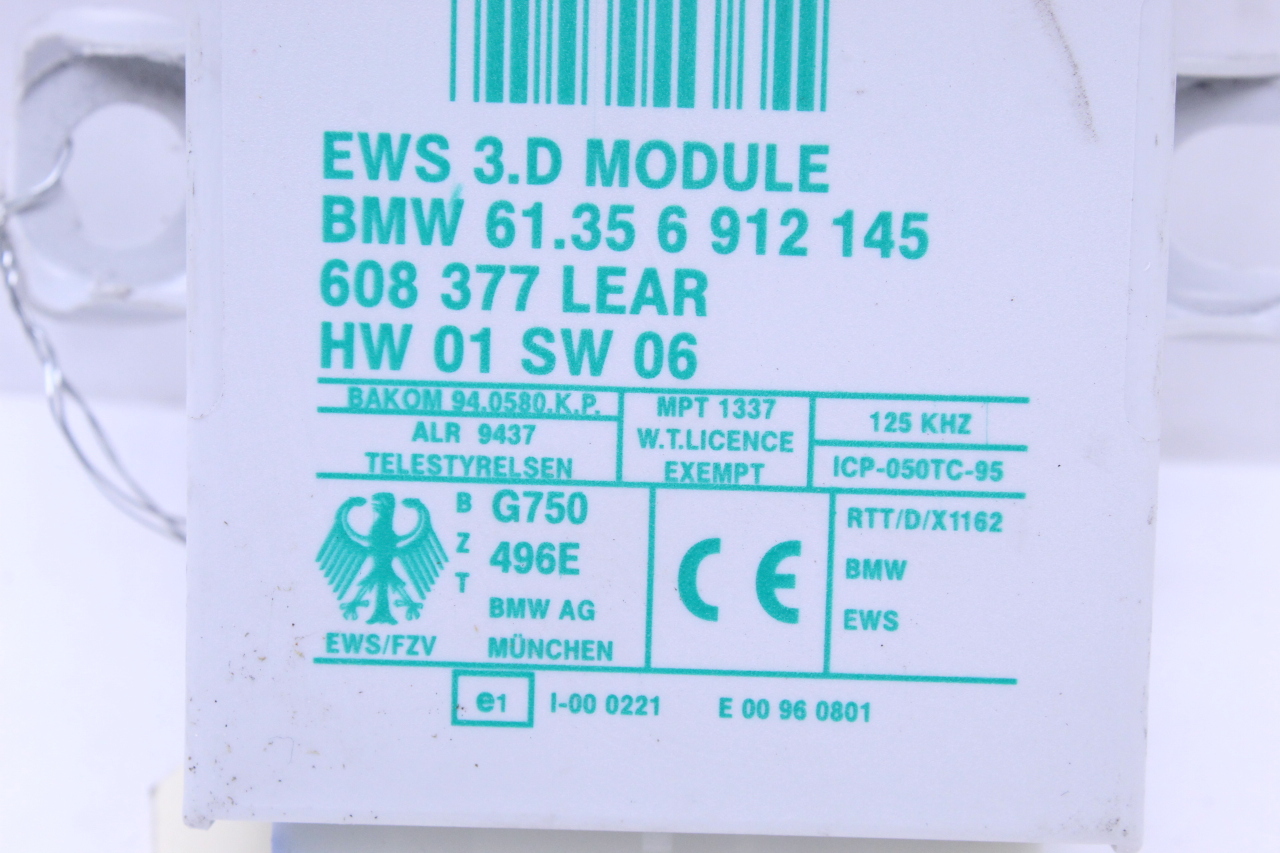 EWS 3.D MODULE
BMW 61.35 6 912 145
608 377 LEAR
HW 01 SW 06
BAKOM 94.0580.K.P.
ALR 9437
TELESTYRELSEN
MPT 1337
W.T.LICENCE
EXEMPT
125 KHZ
ICP-050TC-95
BZT
G750
496E
BMW AG
MÜNCHEN
EWS/FZV
CE
RTT/D/X1162
BMW
EWS
e1 I-00 0221 E 00 96 0801